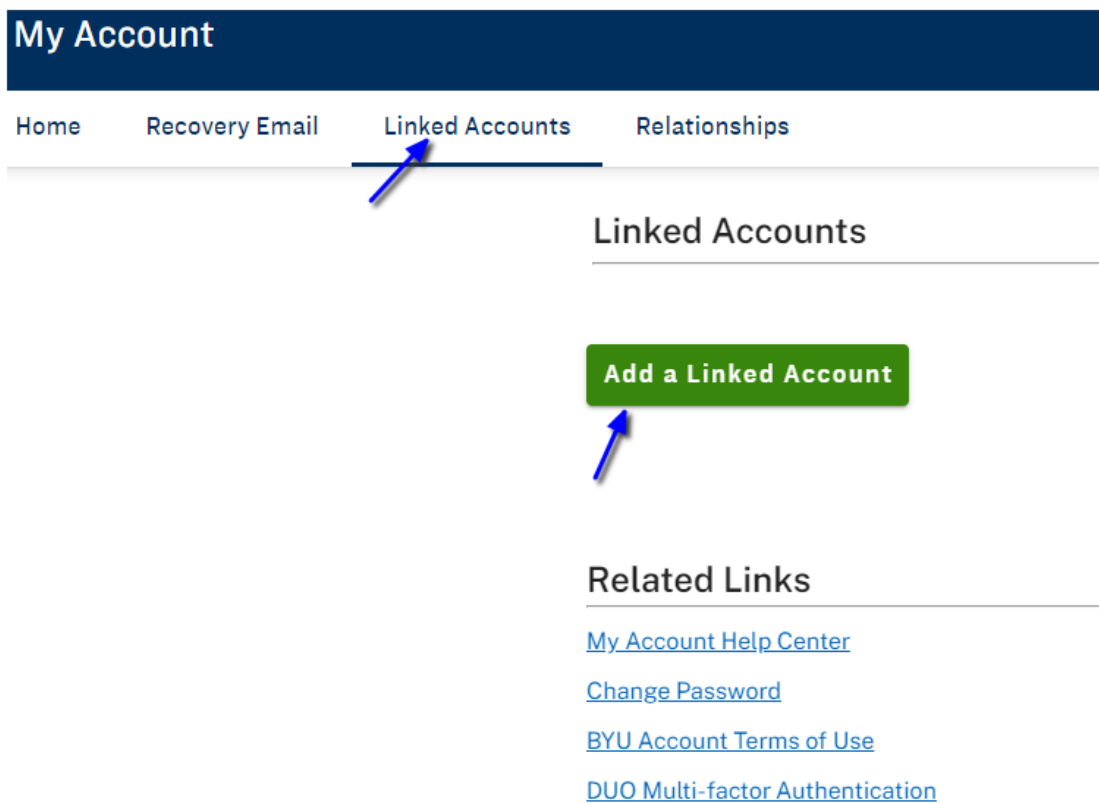 My Account
Home Recovery Email Linked Accounts Relationships
Linked Accounts
Add a Linked Account
Related Links
My Account Help Center
Change Password
BYU Account Terms of Use
DUO Multi-factor Authentication